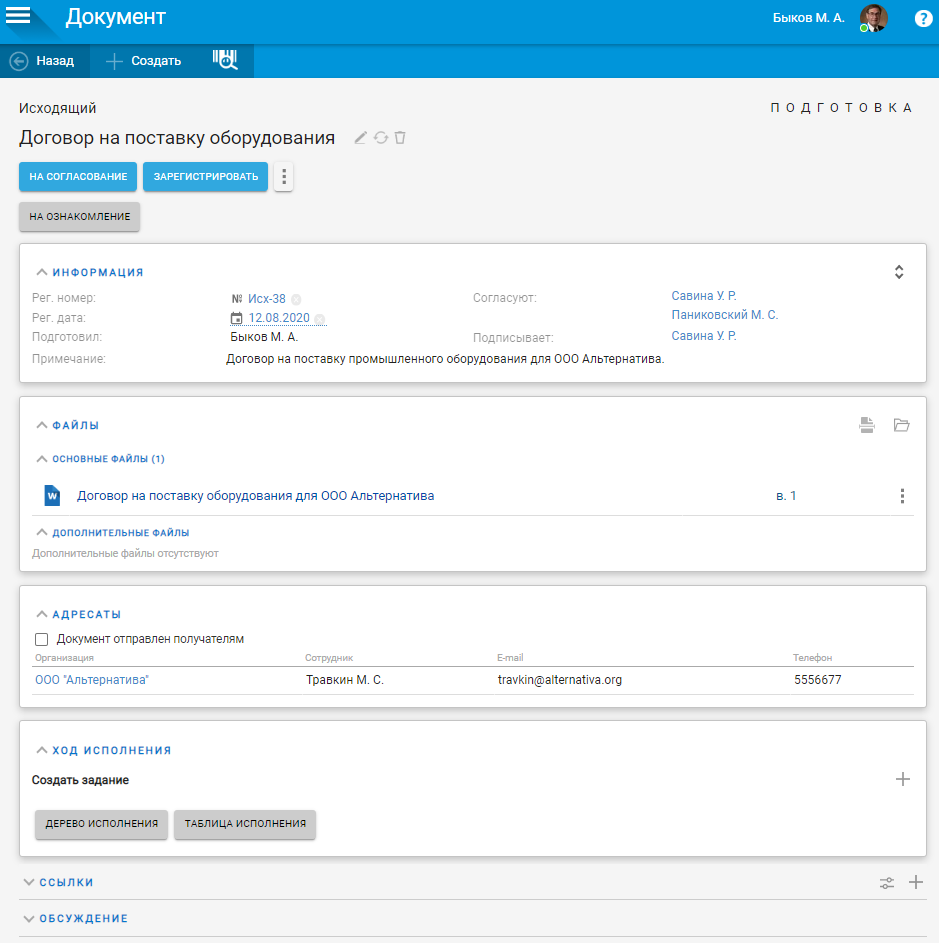 Документ
Быков М. А.
?
Назад
Создать
Исходящий
ПОДГОТОВКА
Договор на поставку оборудования
НА СОГЛАСОВАНИЕ
ЗАРЕГИСТРИРОВАТЬ
НА ОЗНАКОМЛЕНИЕ
ИНФОРМАЦИЯ
Рег. номер: № Исх-38
Согласуют: Савина У. Р.
Паниковский М. С.
Рег. дата: 12.08.2020
Подготовил: Быков М. А.
Подписывает: Савина У. Р.
Примечание: Договор на поставку промышленного оборудования для ООО Альтернатива.
ФАЙЛЫ
ОСНОВНЫЕ ФАЙЛЫ (1)
W Договор на поставку оборудования для ООО Альтернатива в. 1
ДОПОЛНИТЕЛЬНЫЕ ФАЙЛЫ
Дополнительные файлы отсутствуют
АДРЕСАТЫ
Документ отправлен получателям
Организация Сотрудник E-mail Телефон
ООО "Альтернатива" Травкин М. С. travkin@alternativa.org 5556677
ХОД ИСПОЛНЕНИЯ
Создать задание
ДЕРЕВО ИСПОЛНЕНИЯ
ТАБЛИЦА ИСПОЛНЕНИЯ
ССЫЛКИ
ОБСУЖДЕНИЕ